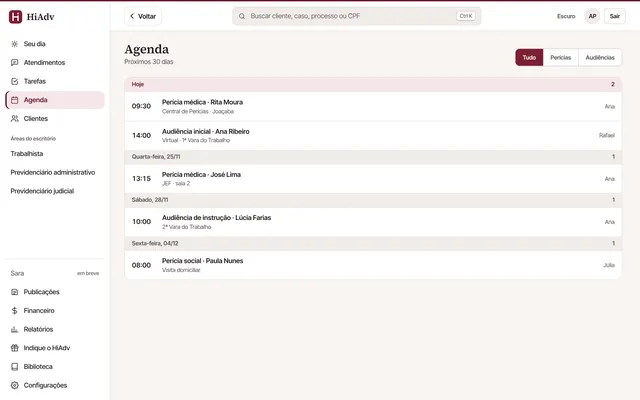 HiAdv
Seu dia
Atendimentos
Tarefas
Agenda
Clientes
Áreas do escritório
Trabalhista
Previdenciário administrativo
Previdenciário judicial
Sara
em breve
Publicações
Financeiro
Relatórios
Indique o HiAdv
Biblioteca
Configurações
Voltar
Buscar cliente, caso, processo ou CPF
Ctrl K
Escuro
AP
Sair
Agenda
Próximos 30 dias
Tudo
Perícias
Audiências
Hoje
2
09:30
Perícia médica · Rita Moura
Central de Perícias · Joaçaba
Ana
14:00
Audiência inicial · Ana Ribeiro
Virtual · 1ª Vara do Trabalho
Rafael
Quarta-feira, 25/11
1
13:15
Perícia médica · José Lima
JEF · sala 2
Ana
Sábado, 28/11
1
10:00
Audiência de instrução · Lúcia Farias
2ª Vara do Trabalho
Ana
Sexta-feira, 04/12
1
08:00
Perícia social · Paula Nunes
Visita domiciliar
Júlia